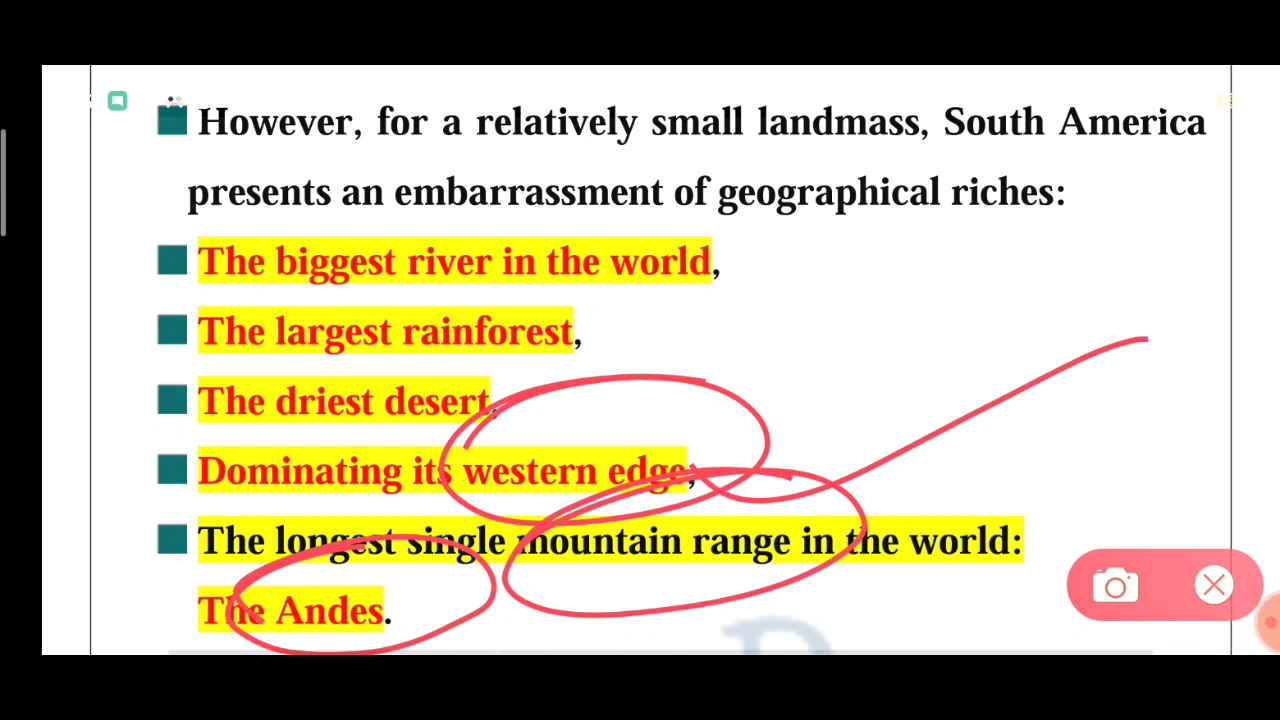 However, for a relatively small landmass, South America
presents an embarrassment of geographical riches:
The biggest river in the world,
The largest rainforest,
The driest desert,
Dominating its western edge,
The longest single mountain range in the world:
The Andes.